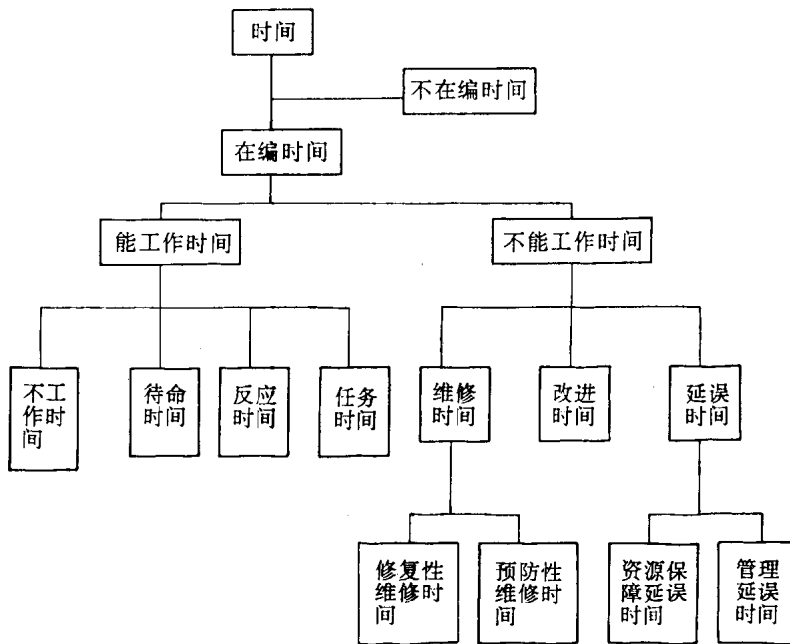 时间
不在编时间
在编时间
能工作时间
不能工作时间
不工
作时
间
待命
时间
反应
时间
任务
时间
维修
时间
改进
时间
延误
时间
修复性
维修时
间
预防性
维修时
间
资源保
障延误
时间
管理
延误
时间